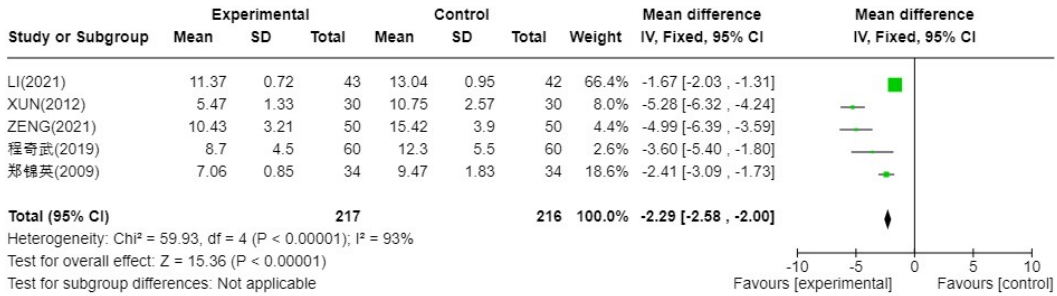 Experimental Control Mean difference Mean difference
Study or Subgroup Mean SD Total Mean SD Total Weight IV, Fixed, 95% CI IV, Fixed, 95% CI
LI(2021) 11.37 0.72 43 13.04 0.95 42 66.4% -1.67 [-2.03 , -1.31]
XUN(2012) 5.47 1.33 30 10.75 2.57 30 8.0% -5.28 [-6.32 , -4.24]
ZENG(2021) 10.43 3.21 50 15.42 3.9 50 4.4% -4.99 [-6.39 , -3.59]
程奇武(2019) 8.7 4.5 60 12.3 5.5 60 2.6% -3.60 [-5.40 , -1.80]
郑锦英(2009) 7.06 0.85 34 9.47 1.83 34 18.6% -2.41 [-3.09 , -1.73]
Total (95% CI) 217 216 100.0% -2.29 [-2.58 , -2.00]
Heterogeneity: Chi² = 59.93, df = 4 (P < 0.00001); I² = 93%
Test for overall effect: Z = 15.36 (P < 0.00001)
-10 -5 0 5 10
Test for subgroup differences: Not applicable Favours [experimental] Favours [control]